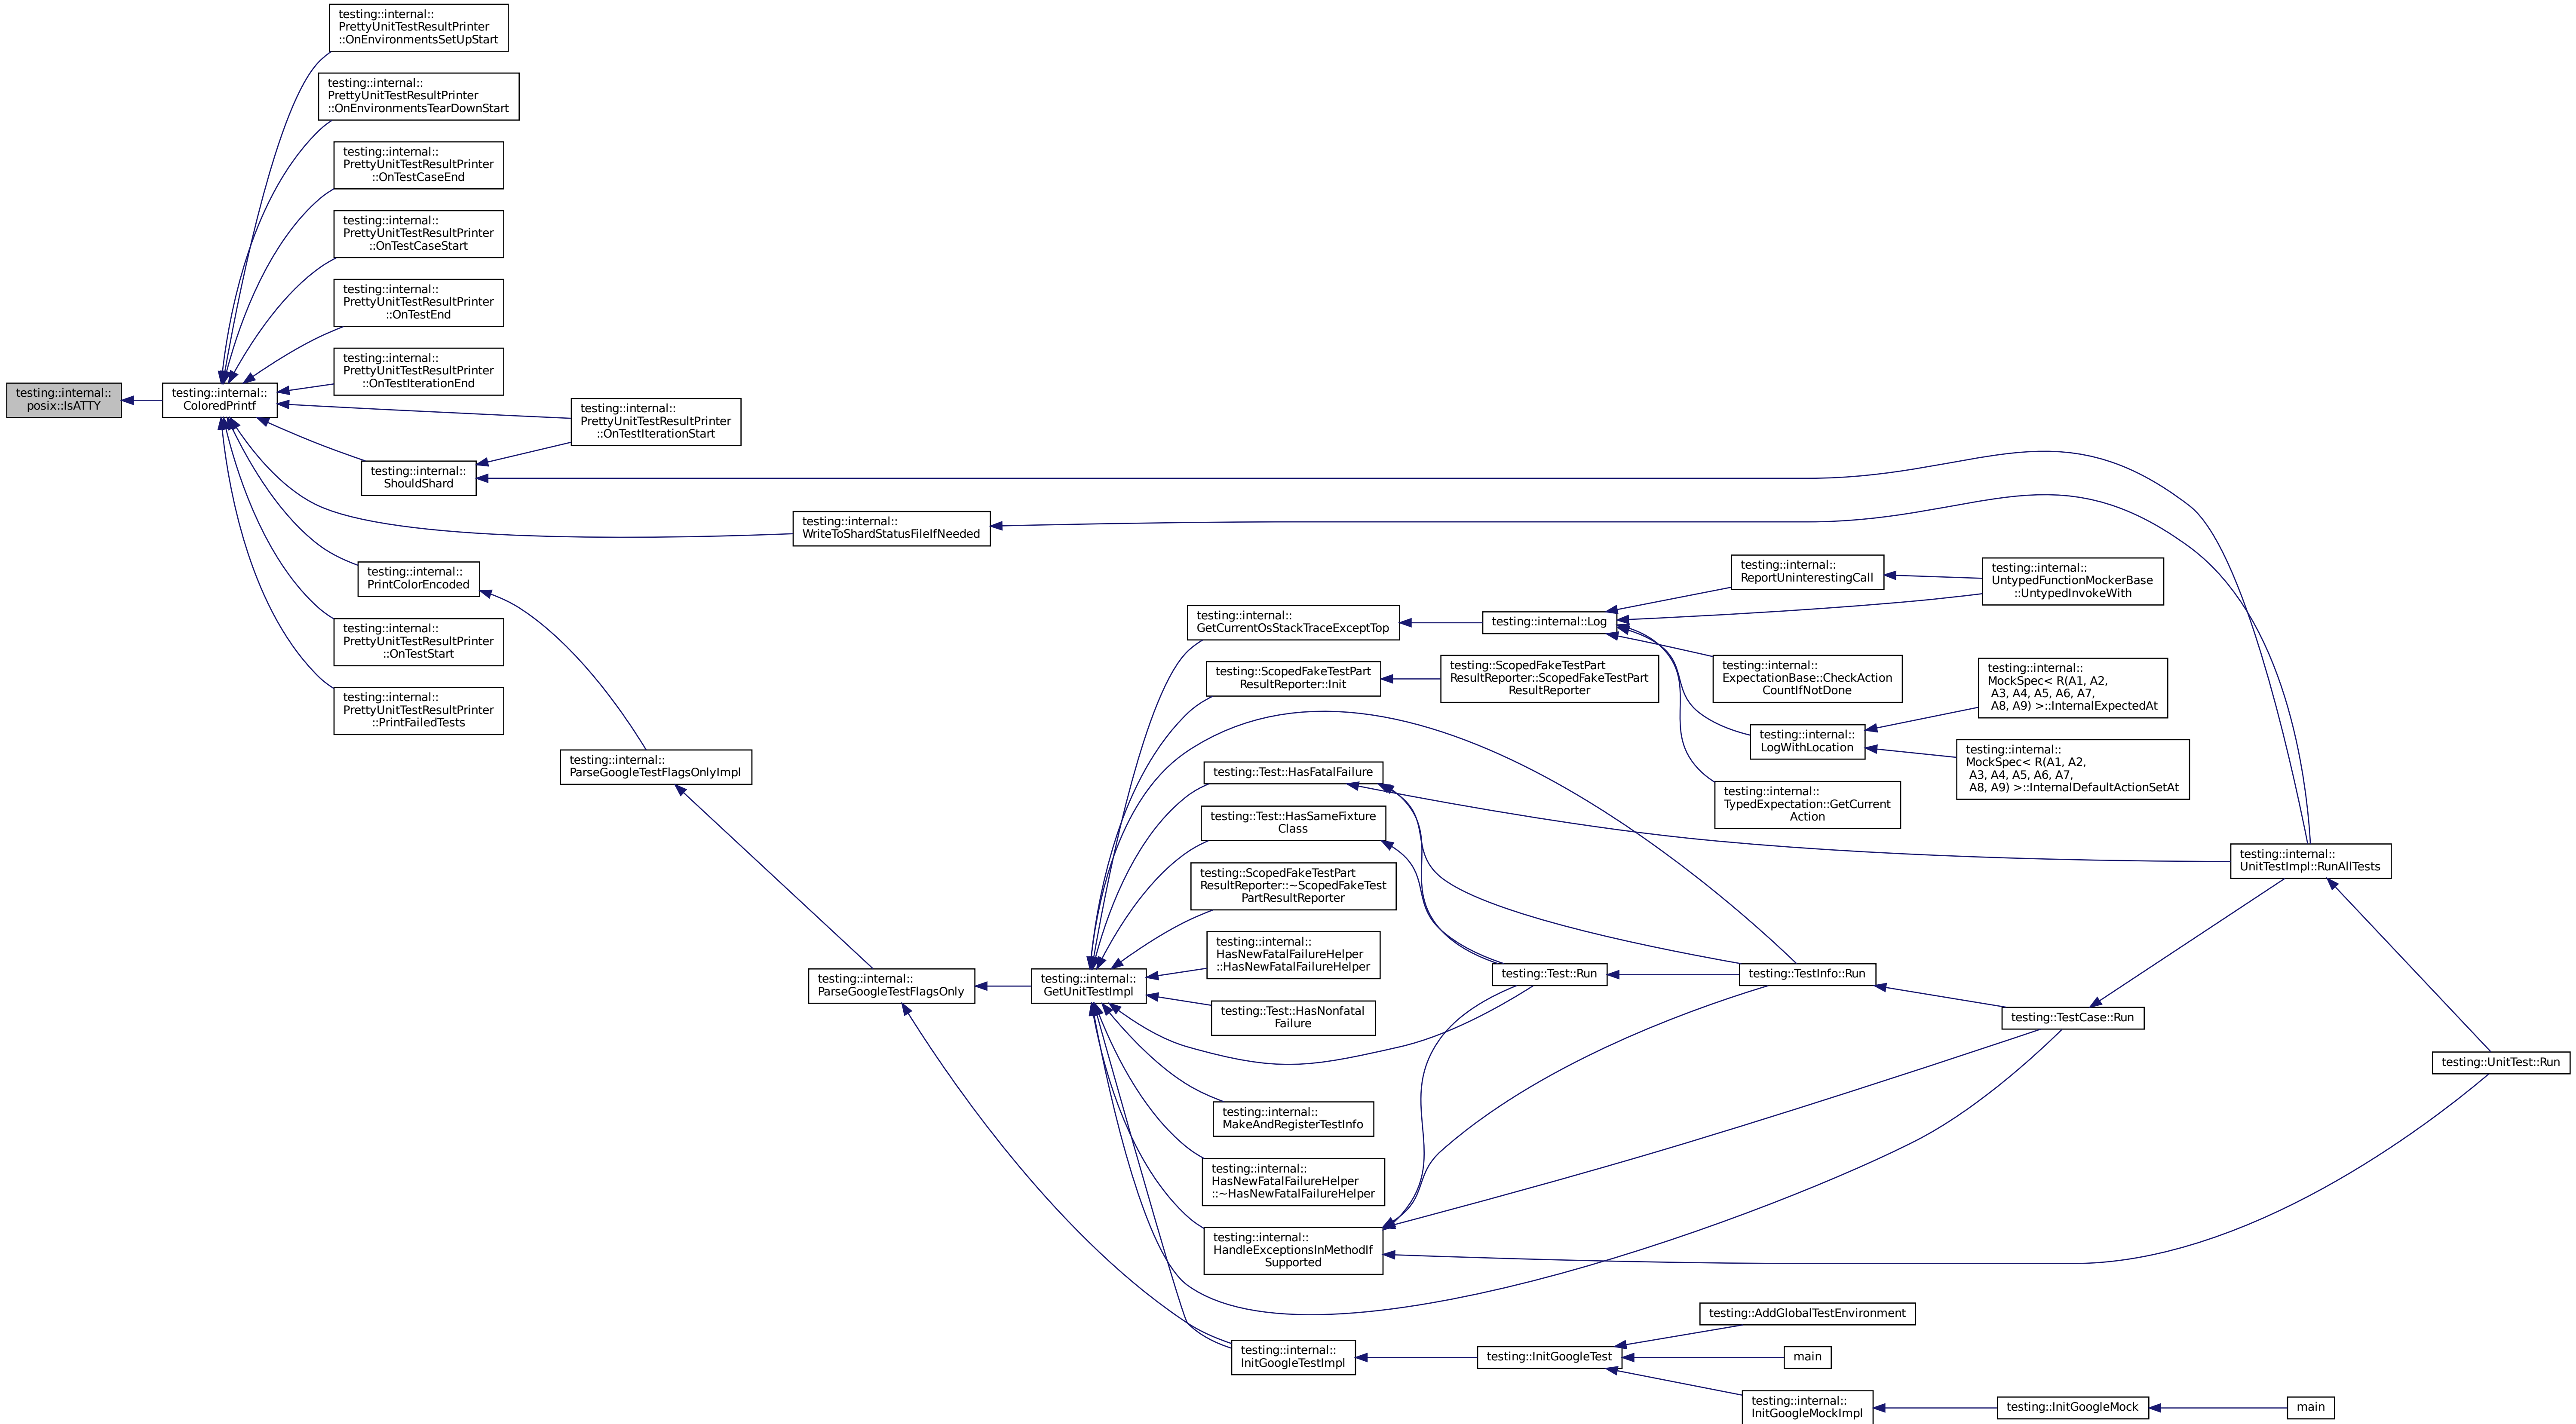 testing::internal::
PrettyUnitTestResultPrinter
::OnEnvironmentsSetUpStart
testing::internal::
PrettyUnitTestResultPrinter
::OnEnvironmentsTearDownStart
testing::internal::
PrettyUnitTestResultPrinter
::OnTestCaseEnd
testing::internal::
PrettyUnitTestResultPrinter
::OnTestCaseStart
testing::internal::
PrettyUnitTestResultPrinter
::OnTestEnd
testing::internal::
PrettyUnitTestResultPrinter
::OnTestIterationEnd
testing::internal::
posix::IsATTY
testing::internal::
ColoredPrintf
testing::internal::
PrettyUnitTestResultPrinter
::OnTestIterationStart
testing::internal::
ShouldShard
testing::internal::
WriteToShardStatusFileIfNeeded
testing::internal::
PrintColorEncoded
testing::internal::
PrettyUnitTestResultPrinter
::OnTestStart
testing::internal::
PrettyUnitTestResultPrinter
::PrintFailedTests
testing::internal::
ParseGoogleTestFlagsOnlyImpl
testing::internal::
ParseGoogleTestFlagsOnly
testing::internal::
GetUnitTestImpl
testing::internal::
GetCurrentOsStackTraceExceptTop
testing::internal::Log
testing::internal::
ReportUninterestingCall
testing::internal::
UntypedFunctionMockerBase
::UntypedInvokeWith
testing::ScopedFakeTestPart
ResultReporter::Init
testing::ScopedFakeTestPart
ResultReporter::ScopedFakeTestPart
ResultReporter
testing::internal::
ExpectationBase::CheckAction
CountIfNotDone
testing::internal::
MockSpec< R(A1, A2,
A3, A4, A5, A6, A7,
A8, A9) >::InternalExpectedAt
testing::internal::
LogWithLocation
testing::internal::
MockSpec< R(A1, A2,
A3, A4, A5, A6, A7,
A8, A9) >::InternalDefaultActionSetAt
testing::internal::
TypedExpectation::GetCurrent
Action
testing::Test::HasFatalFailure
testing::Test::HasSameFixture
Class
testing::ScopedFakeTestPart
ResultReporter::~ScopedFakeTest
PartResultReporter
testing::internal::
HasNewFatalFailureHelper
::HasNewFatalFailureHelper
testing::Test::HasNonfatal
Failure
testing::Test::Run
testing::TestInfo::Run
testing::TestCase::Run
testing::internal::
UnitTestImpl::RunAllTests
testing::UnitTest::Run
testing::internal::
MakeAndRegisterTestInfo
testing::internal::
HasNewFatalFailureHelper
::~HasNewFatalFailureHelper
testing::internal::
HandleExceptionsInMethodIf
Supported
testing::internal::
InitGoogleTestImpl
testing::InitGoogleTest
testing::AddGlobalTestEnvironment
main
testing::internal::
InitGoogleMockImpl
testing::InitGoogleMock
main